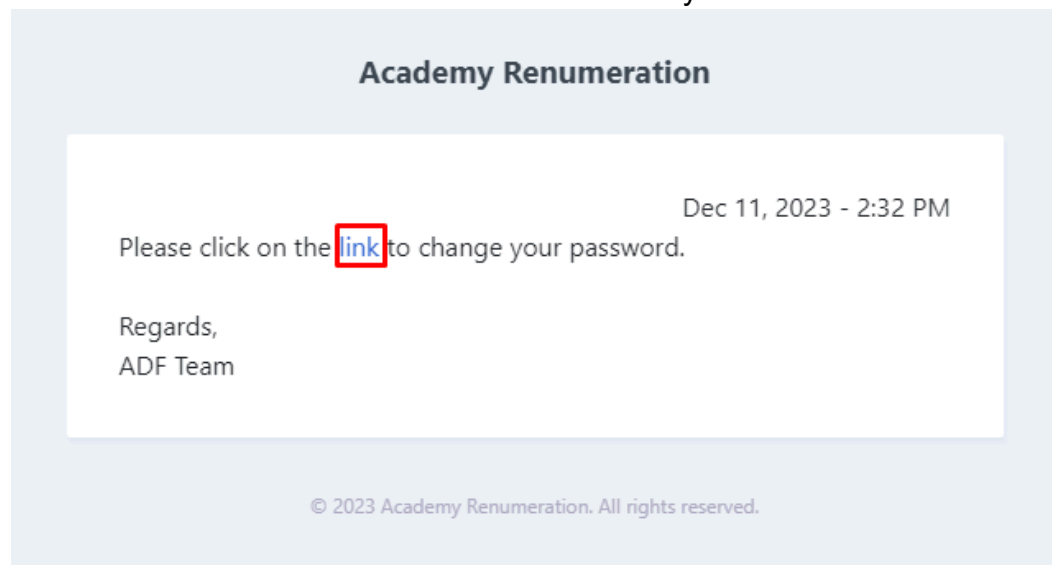 Academy Renumeration
Dec 11, 2023 - 2:32 PM
Please click on the link to change your password.
Regards,
ADF Team
© 2023 Academy Renumeration. All rights reserved.